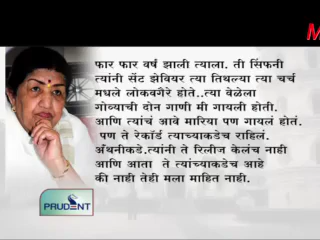 M
फार फार वर्षं झाली त्याला. ती सिंफनी
त्यांनी सेंट झेवियर त्या तिथल्या त्या चर्च
मधले लोकवगैरे होते..त्या वेळेला
गोव्याची दोन गाणी मी गायली होती.
आणि त्यांचं आवे मारिया पण गायलं होतं.
पण ते रेकॉर्ड त्याच्याकडेच राहिलं.
अँथनीकडे.त्यांनी ते रिलीज केलंच नाही
आणि आता ते त्यांच्याकडेच आहे
की नाही तेही मला माहित नाही.
PRUDENT